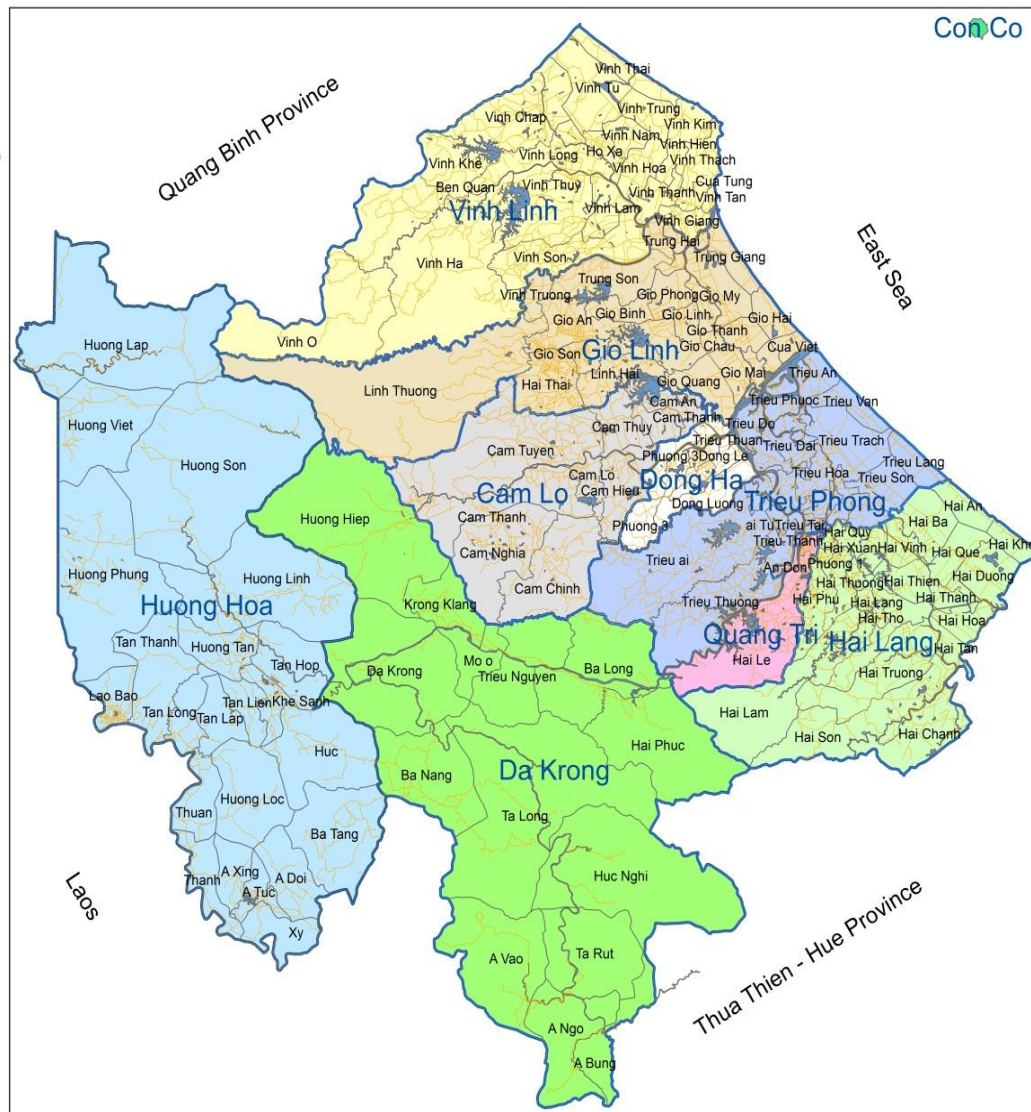 Con Co
Quang Binh Province
East Sea
Laos
Thua Thien - Hue Province
Vinh Linh
Vinh Thai
Vinh Tu
Vinh Chap
Vinh Trung
Vinh Kim
Vinh Nam
Vinh Hien
Vinh Khe
Vinh Long
Ho Xa
Vinh Thach
Vinh Hoa
Ben Quan
Vinh Thuy
Cua Tung
Vinh Thanh
Vinh Tan
Vinh Lam
Vinh Giang
Vinh Ha
Vinh Son
Vinh Truong
Vinh O
Gio Linh
Trung Hai
Trung Giang
Trung Son
Gio Phong
Gio My
Gio An
Gio Binh
Gio Linh
Gio Hai
Gio Thanh
Gio Son
Gio Chau
Cua Viet
Linh Hai
Hai Thai
Gio Quang
Gio Mai
Linh Thuong
Cam Lo
Cam An
Cam Thanh
Cam Thuy
Cam Tuyen
Cam Lo
Cam Hieu
Cam Thanh
Cam Nghia
Cam Chinh
Dong Ha
Phuong 3
Dong Le
Dong Luong
Phuong 3
Trieu Phong
Trieu An
Trieu Phuoc
Trieu Van
Trieu Do
Trieu Thuan
Trieu Dai
Trieu Trach
Trieu Hoa
Trieu Lang
Trieu Son
ai Tu
Trieu Tai
Trieu Thanh
Trieu ai
Trieu Thuong
Quang Tri
Phuong 1
An Don
Hai Le
Hai Lang
Hai An
Hai Ba
Hai Quy
Hai Xuan
Hai Vinh
Hai Que
Hai Khe
Hai Thuong
Hai Thien
Hai Duong
Hai Phu
Hai Lang
Hai Thanh
Hai Tho
Hai Hoa
Hai Tan
Hai Truong
Hai Lam
Hai Son
Hai Chanh
Huong Hoa
Huong Lap
Huong Viet
Huong Son
Huong Phung
Huong Linh
Tan Thanh
Huong Tan
Tan Hop
Lao Bao
Tan Long
Tan Lap
Tan Lien
Khe Sanh
Huc
Huong Loc
Thuan
Ba Tang
Thanh
A Xing
A Tuc
A Doi
Xy
Da Krong
Huong Hiep
Krong Klang
Da Krong
Mo o
Trieu Nguyen
Ba Long
Hai Phuc
Ba Nang
Ta Long
Huc Nghi
A Vao
Ta Rut
A Ngo
A Bung